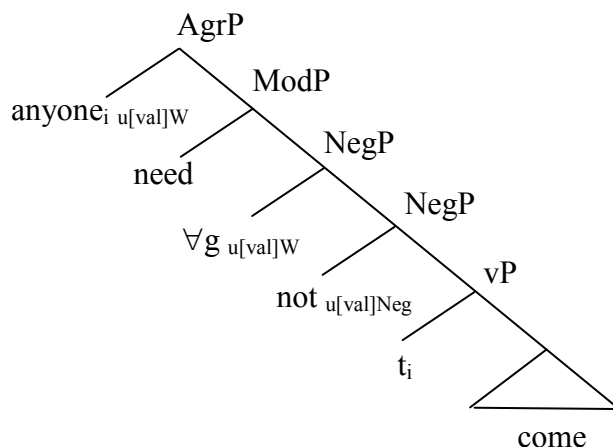 AgrP
anyoneᵢ u[val]W
ModP
need
NegP
∀g u[val]W
NegP
not u[val]Neg
vP
tᵢ
come